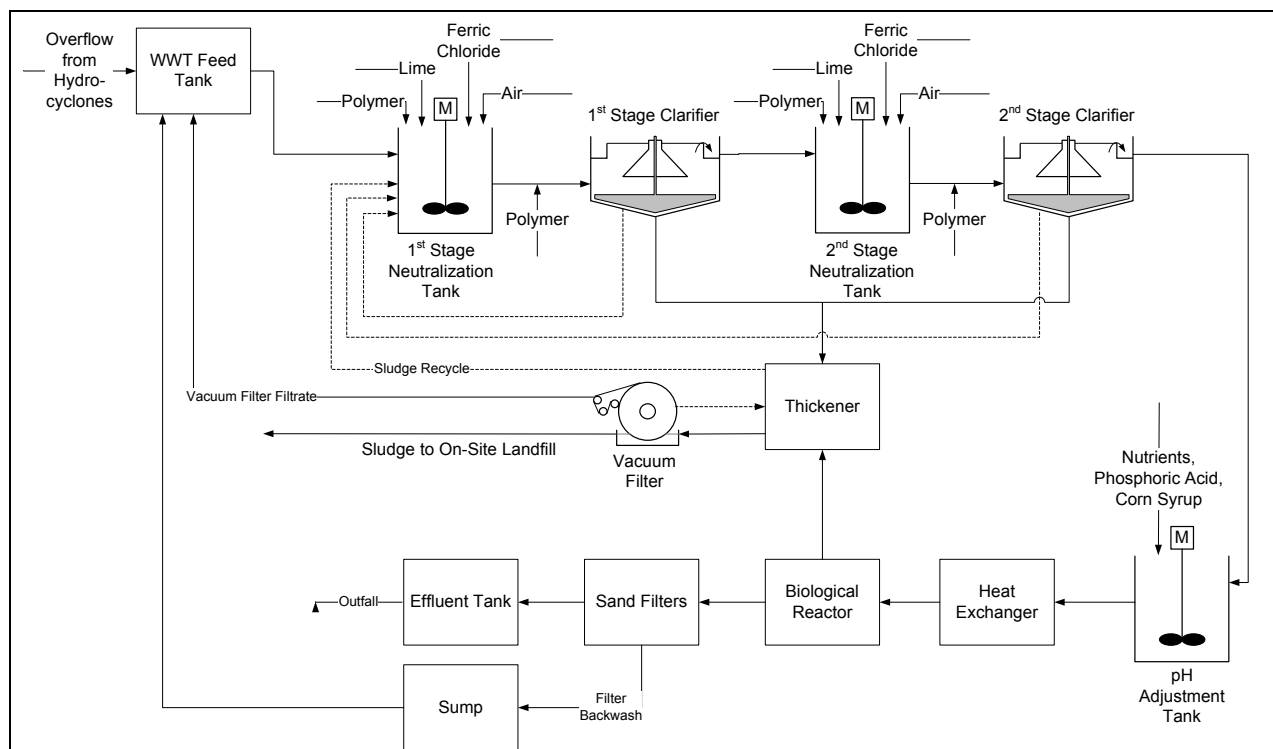 Overflow
from
Hydro-
cyclones
WWT Feed
Tank
Polymer
Lime
Ferric
Chloride
Air
M
1st Stage
Neutralization
Tank
Polymer
1st Stage Clarifier
Polymer
Lime
Ferric
Chloride
Air
M
2nd Stage
Neutralization
Tank
Polymer
2nd Stage Clarifier
Sludge Recycle
Vacuum Filter Filtrate
Sludge to On-Site Landfill
Vacuum
Filter
Thickener
Nutrients,
Phosphoric Acid,
Corn Syrup
M
pH
Adjustment
Tank
Heat
Exchanger
Biological
Reactor
Sand Filters
Effluent Tank
Outfall
Filter
Backwash
Sump